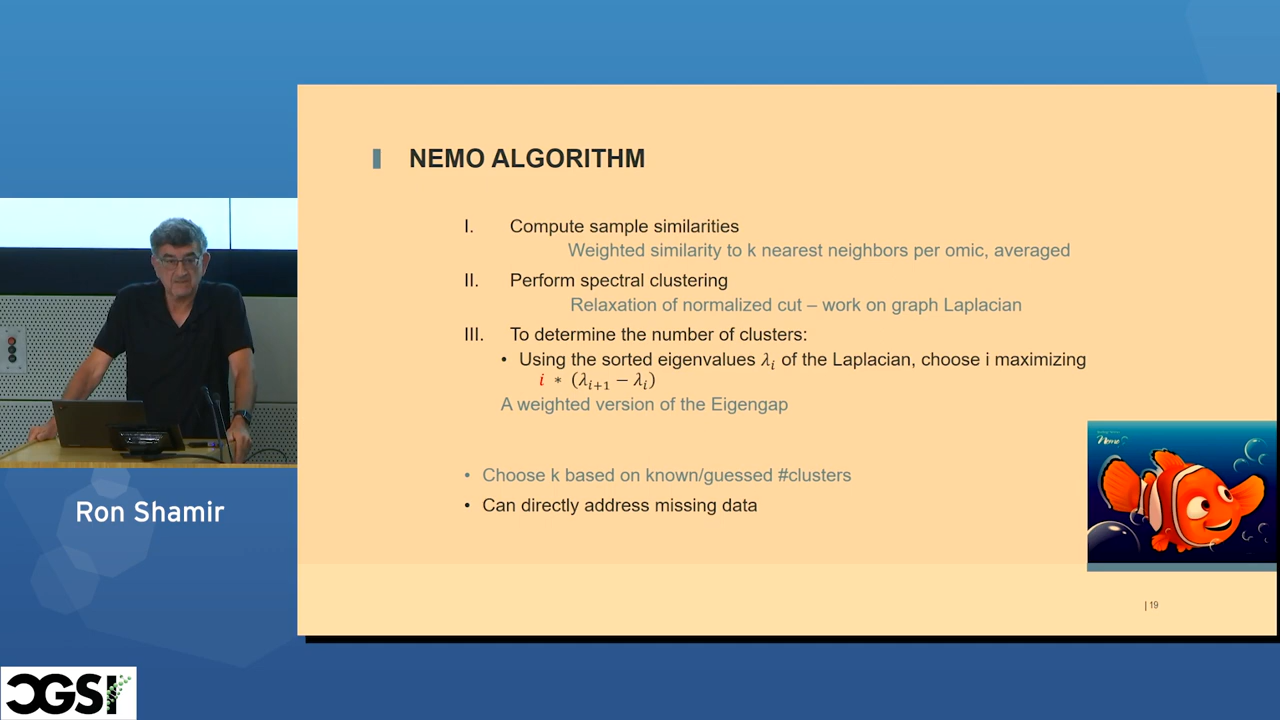 NEMO ALGORITHM
I. Compute sample similarities
Weighted similarity to k nearest neighbors per omic, averaged
II. Perform spectral clustering
Relaxation of normalized cut – work on graph Laplacian
III. To determine the number of clusters:
• Using the sorted eigenvalues λᵢ of the Laplacian, choose i maximizing
i * (λᵢ₊₁ − λᵢ)
A weighted version of the Eigengap
Nemo
• Choose k based on known/guessed #clusters
• Can directly address missing data
Ron Shamir
| 19
CGSI